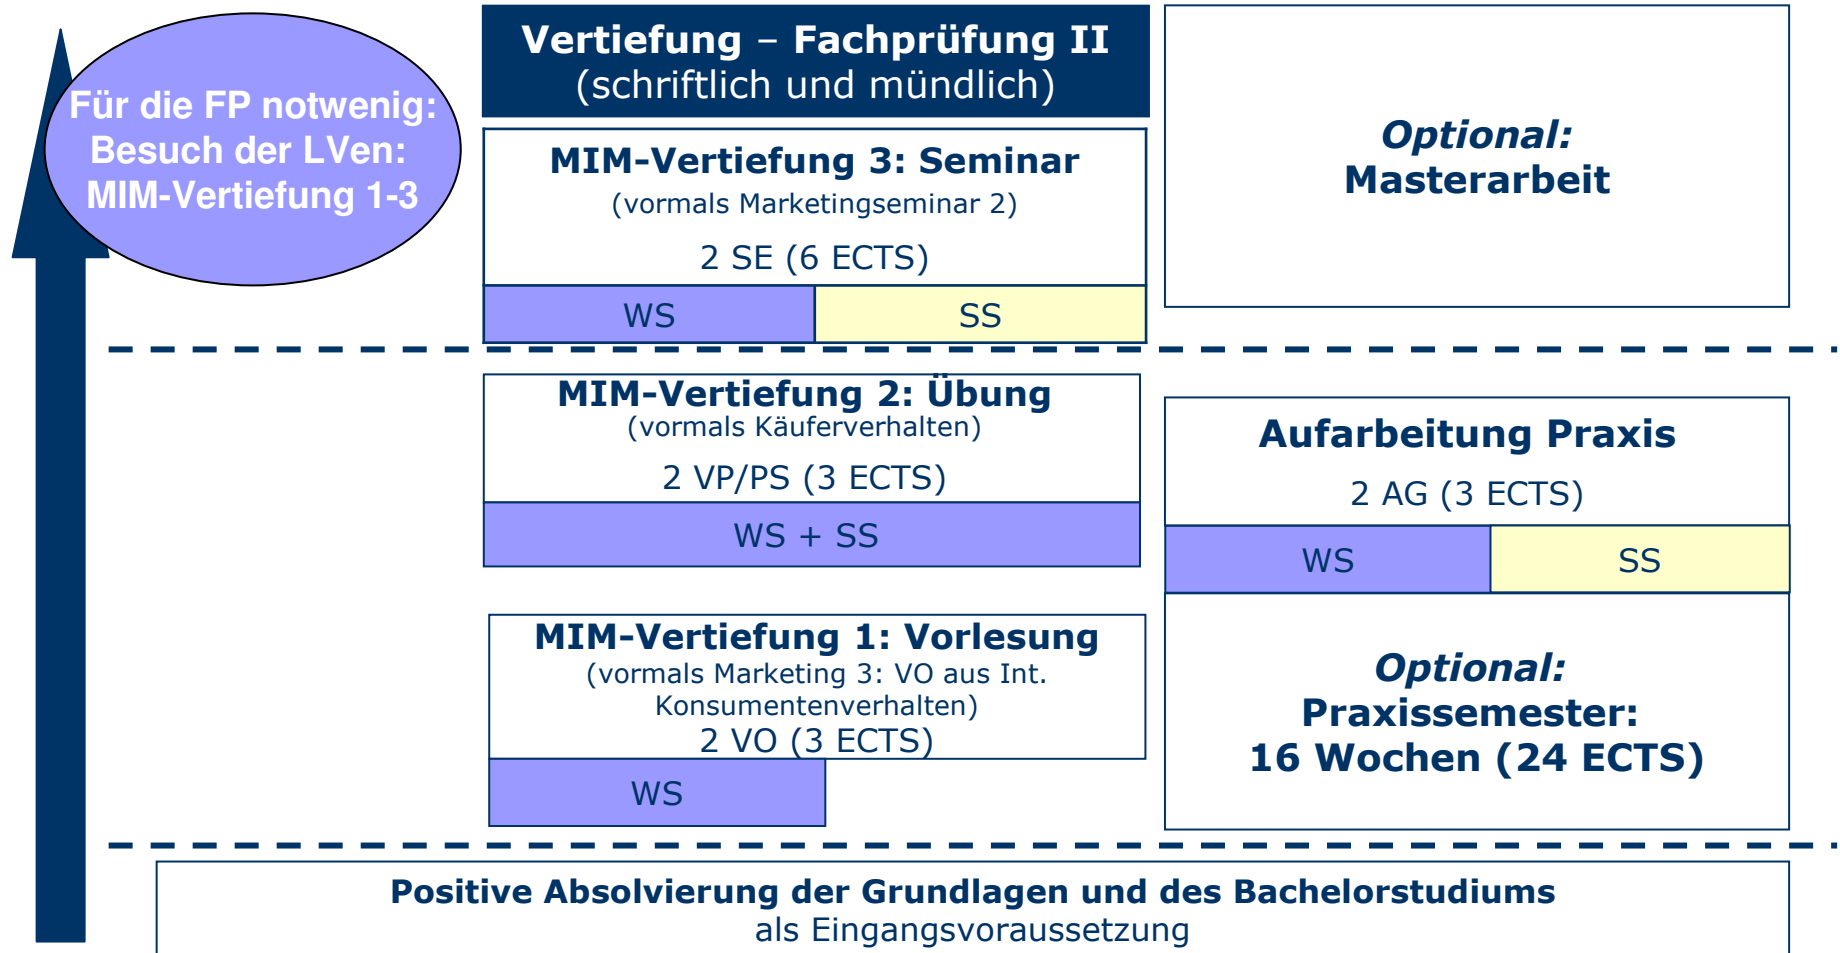 Für die FP notwenig:
Besuch der LVen:
MIM-Vertiefung 1-3
Vertiefung – Fachprüfung II
(schriftlich und mündlich)
MIM-Vertiefung 3: Seminar
(vormals Marketingseminar 2)
2 SE (6 ECTS)
WS
SS
Optional:
Masterarbeit
MIM-Vertiefung 2: Übung
(vormals Käuferverhalten)
2 VP/PS (3 ECTS)
WS + SS
Aufarbeitung Praxis
2 AG (3 ECTS)
WS
SS
MIM-Vertiefung 1: Vorlesung
(vormals Marketing 3: VO aus Int.
Konsumentenverhalten)
2 VO (3 ECTS)
WS
Optional:
Praxissemester:
16 Wochen (24 ECTS)
Positive Absolvierung der Grundlagen und des Bachelorstudiums
als Eingangsvoraussetzung